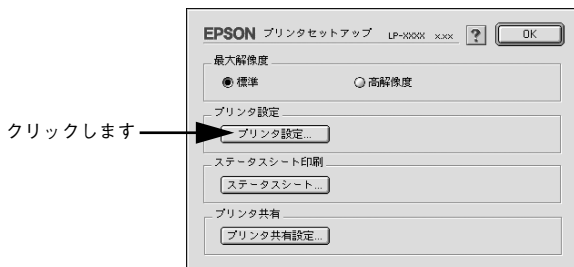 EPSON プリンタセットアップ LP-XXXX x.xx ? OK
最大解像度
標準 高解像度
プリンタ設定
クリックします プリンタ設定...
ステータスシート印刷
ステータスシート...
プリンタ共有
プリンタ共有設定...